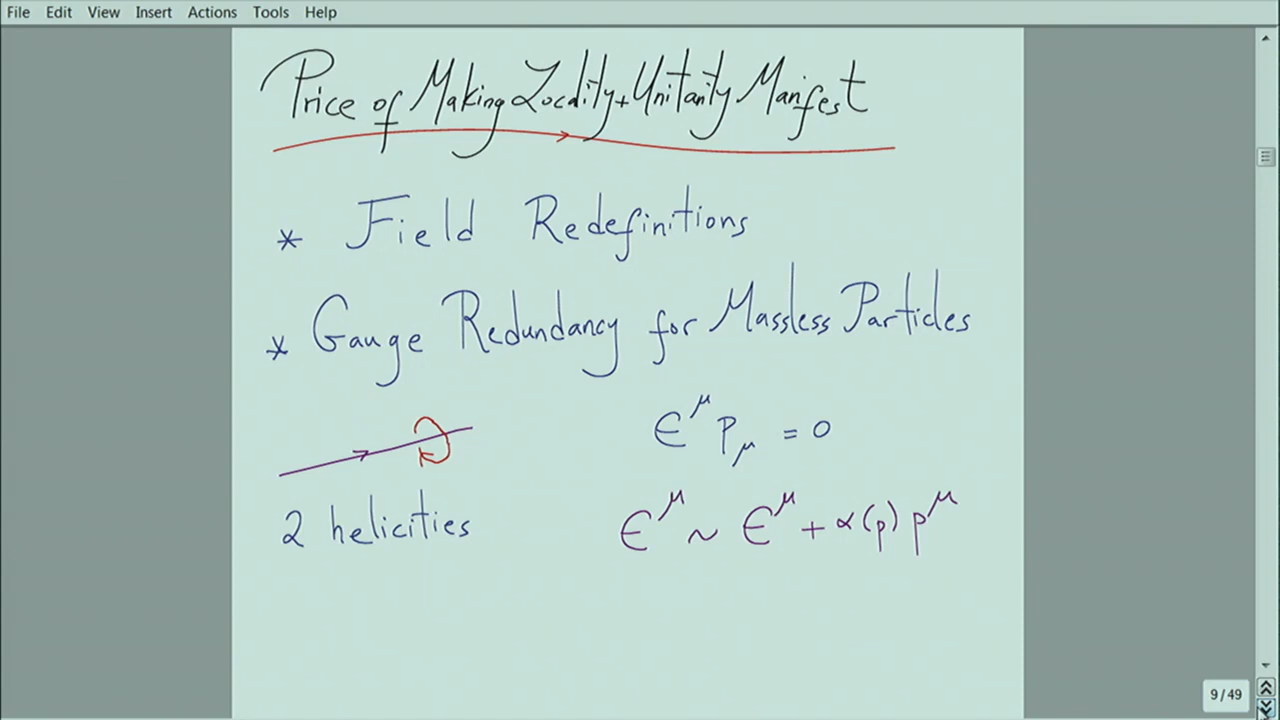 File Edit View Insert Actions Tools Help
Price of Making Locality + Unitarity Manifest
* Field Redefinitions
* Gauge Redundancy for Massless Particles
ϵ^μ p_μ = 0
2 helicities
ϵ^μ ~ ϵ^μ + α(p) p^μ
9 / 49